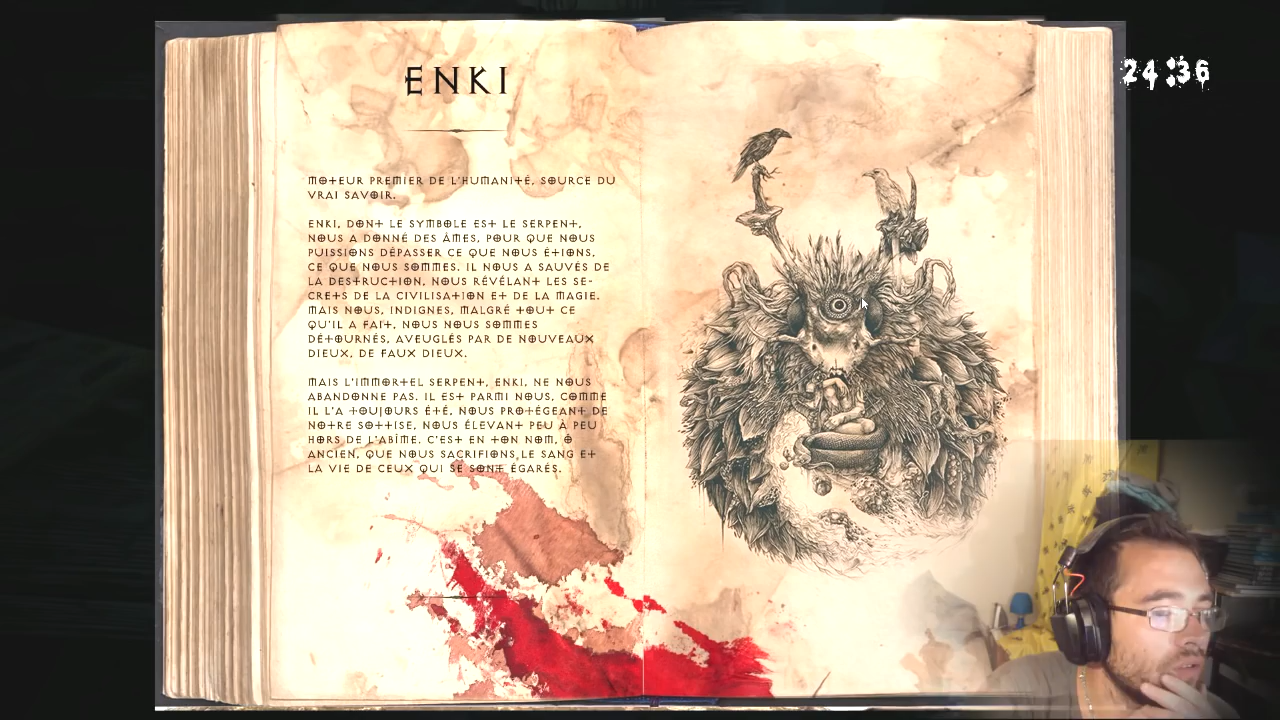 ENKI
24:36
MOTEUR PREMIER DE L'HUMANITÉ, SOURCE DU
VRAI SAVOIR.
ENKI, DONT LE SYMBOLE EST LE SERPENT,
NOUS A DONNÉ DES ÂMES, POUR QUE NOUS
PUISSIONS DÉPASSER CE QUE NOUS ÉTIONS,
CE QUE NOUS SOMMES. IL NOUS A SAUVÉS DE
LA DESTRUCTION, NOUS RÉVÉLANT LES SE-
CRETS DE LA CIVILISATION ET DE LA MAGIE.
MAIS NOUS, INDIGNES, MALGRÉ TOUT CE
QU'IL A FAIT, NOUS NOUS SOMMES
DÉTOURNÉS, AVEUGLÉS PAR DE NOUVEAUX
DIEUX, DE FAUX DIEUX.
MAIS L'IMMORTEL SERPENT, ENKI, NE NOUS
ABANDONNE PAS. IL EST PARMI NOUS, COMME
IL L'A TOUJOURS ÉTÉ, NOUS PROTÉGEANT DE
NOTRE SOTTISE, NOUS ÉLEVANT PEU À PEU
HORS DE L'ABÎME. C'EST EN TON NOM, Ô
ANCIEN, QUE NOUS SACRIFIONS LE SANG ET
LA VIE DE CEUX QUI SE SONT ÉGARÉS.